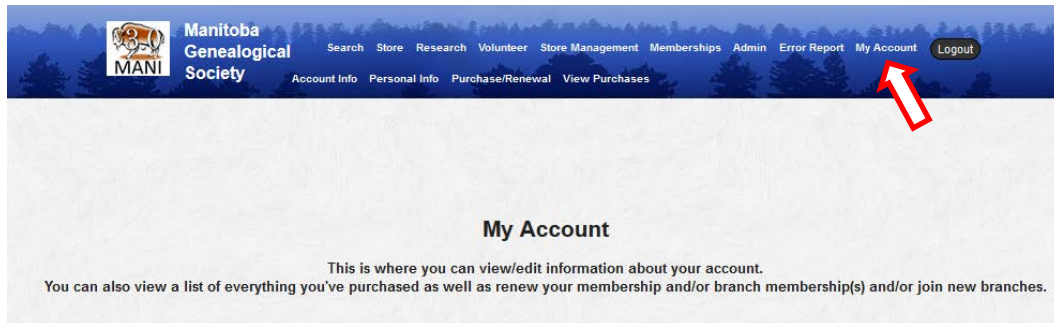 MANI
Manitoba
Genealogical
Society
Search Store Research Volunteer Store Management Memberships Admin Error Report My Account Logout
Account Info Personal Info Purchase/Renewal View Purchases
My Account
This is where you can view/edit information about your account.
You can also view a list of everything you've purchased as well as renew your membership and/or branch membership(s) and/or join new branches.